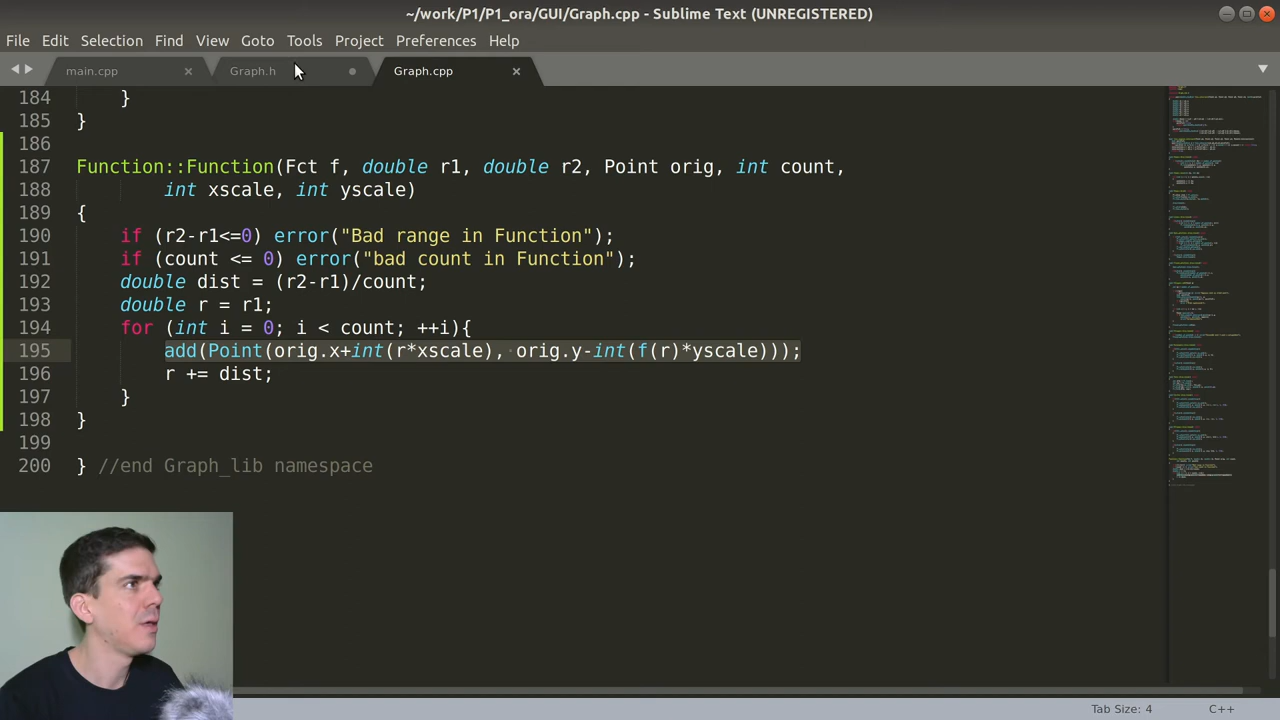 ~/work/P1/P1_ora/GUI/Graph.cpp - Sublime Text (UNREGISTERED)
File Edit Selection Find View Goto Tools Project Preferences Help
main.cpp Graph.h Graph.cpp
184 }
185 }
186
187 Function::Function(Fct f, double r1, double r2, Point orig, int count,
188 int xscale, int yscale)
189 {
190 if (r2-r1<=0) error("Bad range in Function");
191 if (count <= 0) error("bad count in Function");
192 double dist = (r2-r1)/count;
193 double r = r1;
194 for (int i = 0; i < count; ++i){
195 add(Point(orig.x+int(r*xscale), orig.y-int(f(r)*yscale)));
196 r += dist;
197 }
198 }
199
200 } //end Graph_lib namespace
Tab Size: 4 C++